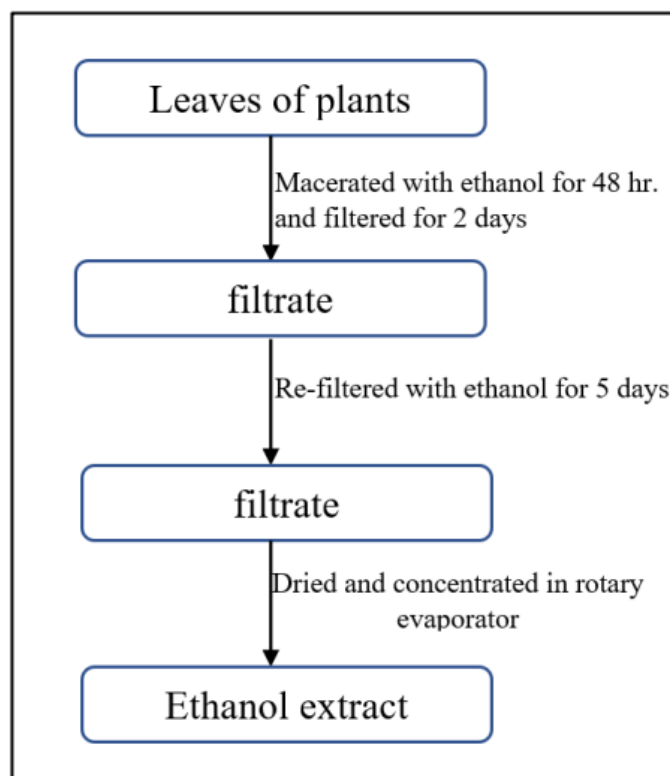 Leaves of plants
Macerated with ethanol for 48 hr.
and filtered for 2 days
filtrate
Re-filtered with ethanol for 5 days
filtrate
Dried and concentrated in rotary
evaporator
Ethanol extract